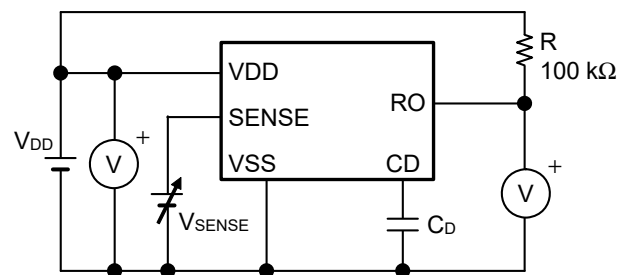 VDD
SENSE
VSS
RO
CD
R
100 kΩ
VDD
+
V
VSENSE
CD
+
V